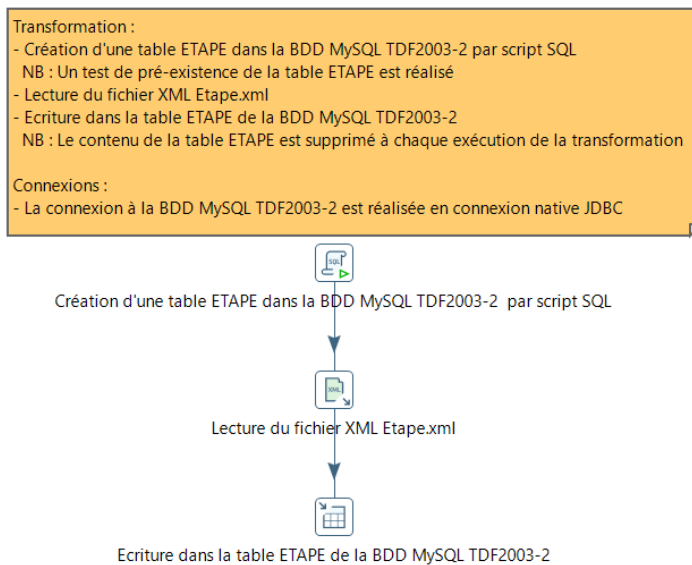 Transformation :
- Création d'une table ETAPE dans la BDD MySQL TDF2003-2 par script SQL
NB : Un test de pré-existence de la table ETAPE est réalisé
- Lecture du fichier XML Etape.xml
- Ecriture dans la table ETAPE de la BDD MySQL TDF2003-2
NB : Le contenu de la table ETAPE est supprimé à chaque exécution de la transformation
Connexions :
- La connexion à la BDD MySQL TDF2003-2 est réalisée en connexion native JDBC
SQL
Création d'une table ETAPE dans la BDD MySQL TDF2003-2 par script SQL
XML
Lecture du fichier XML Etape.xml
Ecriture dans la table ETAPE de la BDD MySQL TDF2003-2